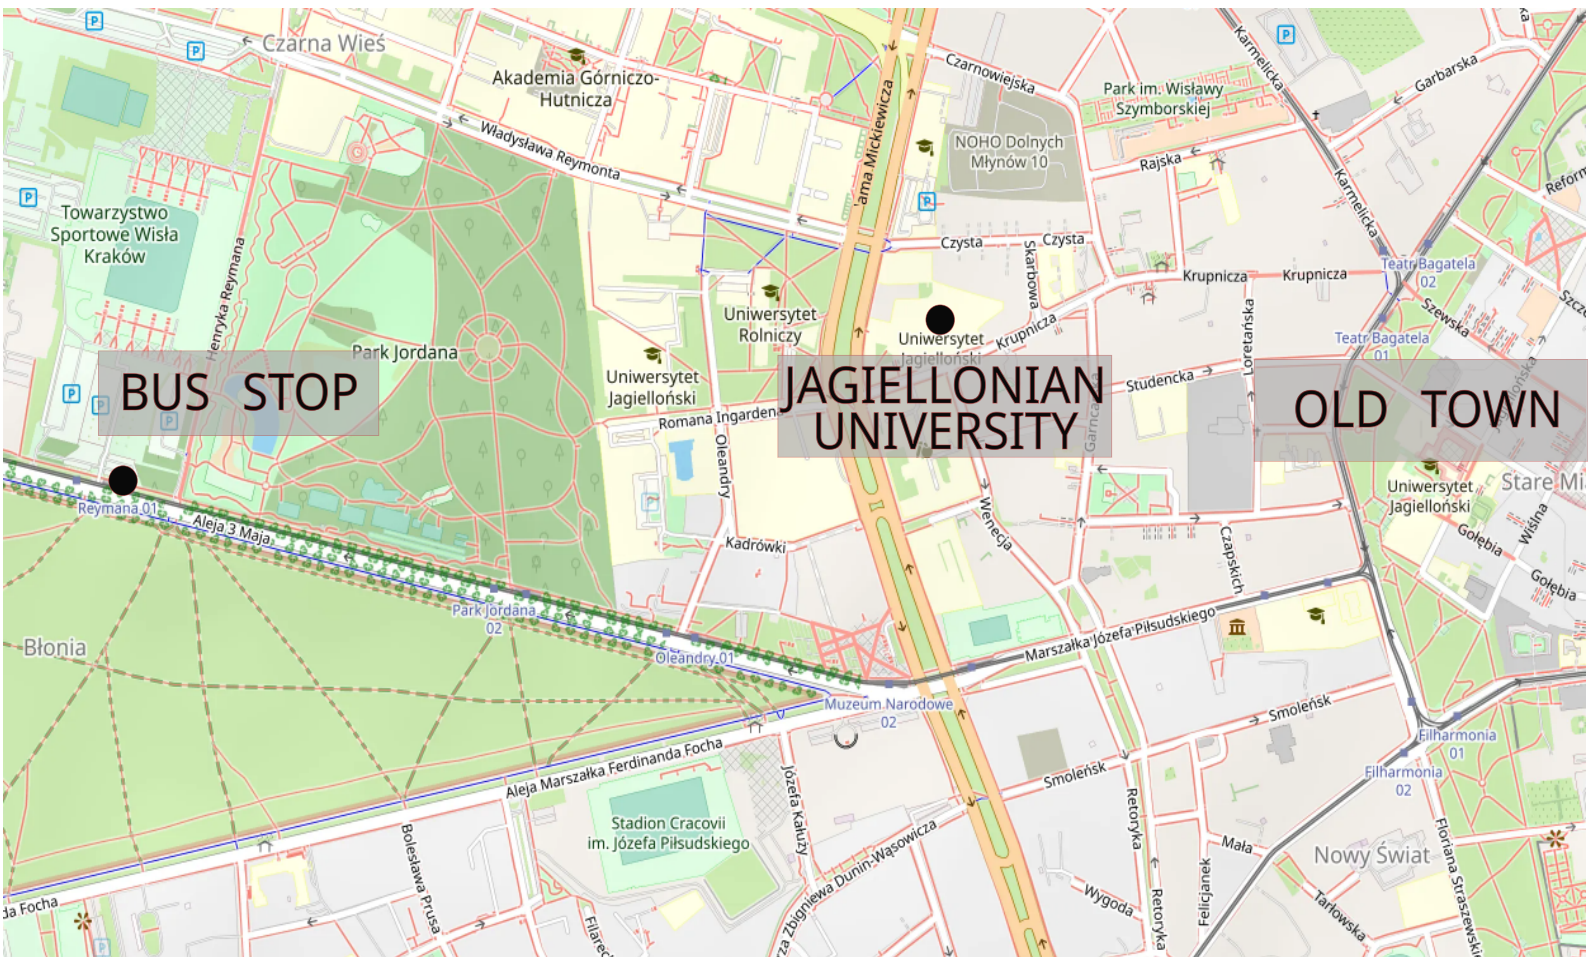 Czarna Wieś
Akademia Górniczo-
Hutnicza
Władysława Reymonta
Czarnowiejska
Karmelicka
Garbarska
Park im. Wisławy
Szymborskiej
NOHO Dolnych
Młynów 10
Rajska
Karmelicka
Mickiewicza
Towarzystwo
Sportowe Wisła
Kraków
Henryka Reymana
Czysta
Czysta
Skarbowa
Krupnicza
Krupnicza
Teatr Bagatela
02
Szewska
Uniwersytet
Rolniczy
Krupnicza
Loretańska
Teatr Bagatela
01
Park Jordana
Uniwersytet
Jagielloński
Uniwersytet
Jagielloński
BUS STOP
JAGIELLONIAN
UNIVERSITY
OLD TOWN
Studencka
Romana Ingardena
Oleandry
Uniwersytet
Jagielloński
Reymana 01
Aleja 3 Maja
Kadrówki
Wenecja
Czapskich
Gołębia
Wiślna
Gołębia
Park Jordana
02
Błonia
Oleandry 01
Marszałka Józefa Piłsudskiego
Muzeum Narodowe
02
Smoleńsk
Filharmonia
01
Filharmonia
02
Aleja Marszałka Ferdinanda Focha
Smoleńsk
Józefa Kałuży
Stadion Cracovii
im. Józefa Piłsudskiego
Retoryka
Mała
Nowy Świat
Bolesława Prusa
Zbigniewa Dunin-Wąsowicza
Wygoda
Retoryka
Felicjanek
Tarłowska
da Focha